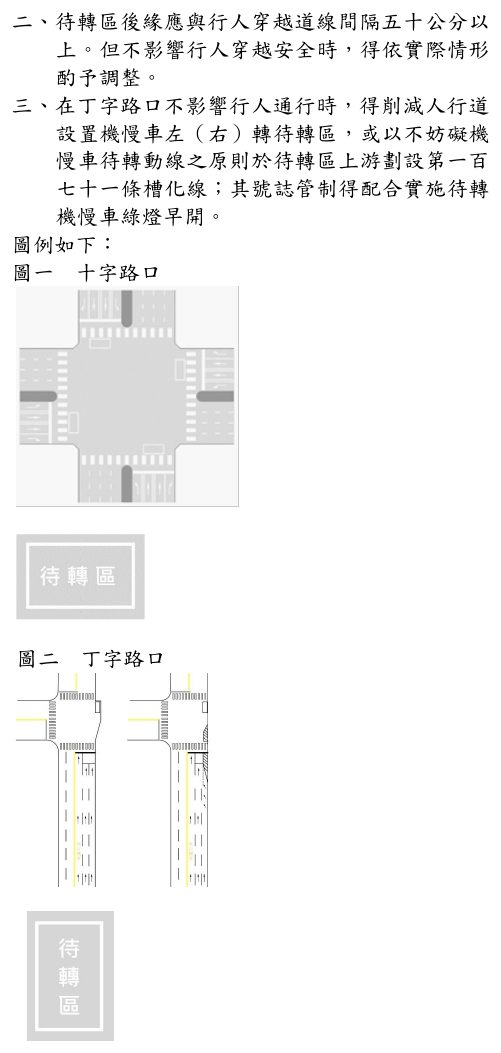 二、待轉區後緣應與行人穿越道線間隔五十公分以
上。但不影響行人穿越安全時，得依實際情形
酌予調整。
三、在丁字路口不影響行人通行時，得削減人行道
設置機慢車左（右）轉待轉區，或以不妨礙機
慢車待轉動線之原則於待轉區上游劃設第一百
七十一條槽化線；其號誌管制得配合實施待轉
機慢車綠燈早開。
圖例如下：
圖一　十字路口
待轉區
圖二　丁字路口
待
轉
區